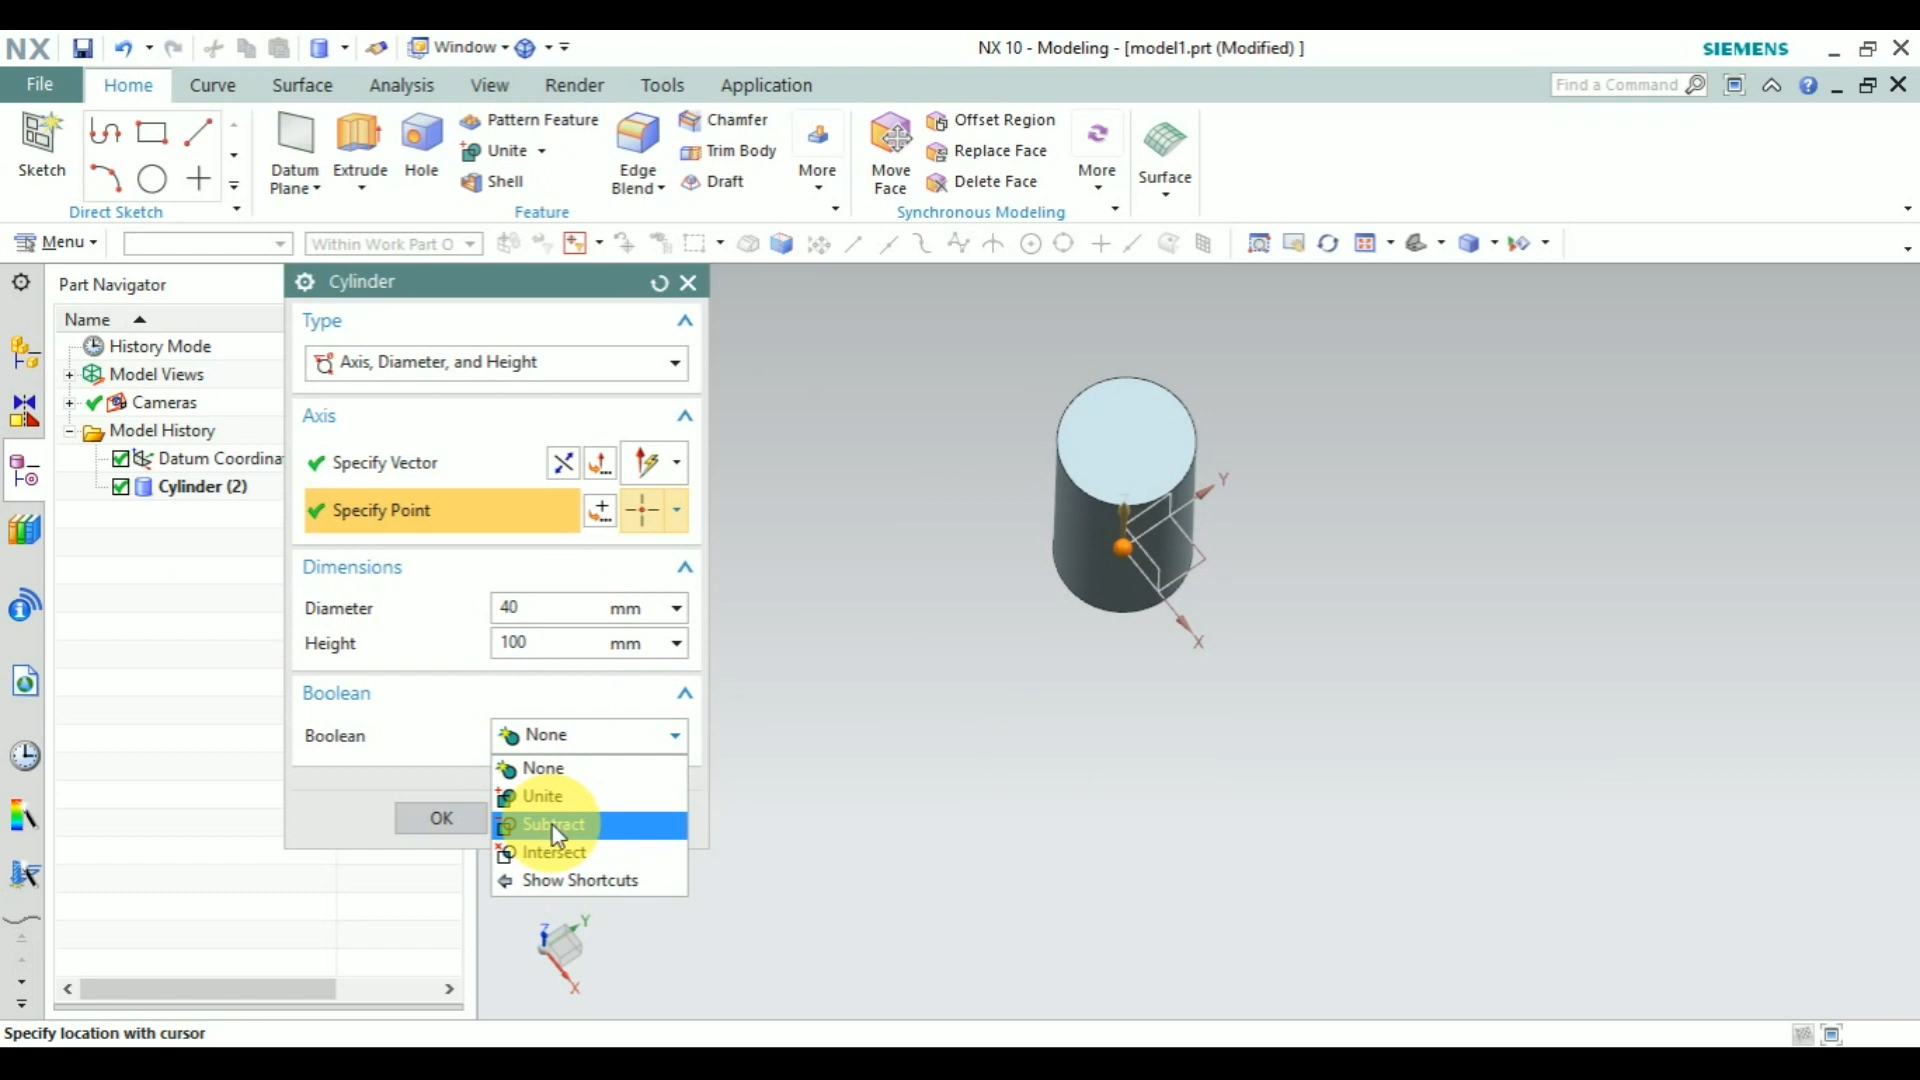 NX Window NX 10 - Modeling - [model1.prt (Modified) ] SIEMENS
File Home Curve Surface Analysis View Render Tools Application Find a Command
Sketch
Direct Sketch
Datum
Plane
Extrude
Hole
Pattern Feature
Unite
Shell
Edge
Blend
Chamfer
Trim Body
Draft
More
Feature
Move
Face
Offset Region
Replace Face
Delete Face
More
Synchronous Modeling
Surface
Menu Within Work Part O
Part Navigator
Name
History Mode
Model Views
Cameras
Model History
Datum Coordina
Cylinder (2)
Cylinder
Type
Axis, Diameter, and Height
Axis
Specify Vector
Specify Point
Dimensions
Diameter 40 mm
Height 100 mm
Boolean
Boolean None
None
Unite
Subtract
Intersect
Show Shortcuts
OK
Y
X
Z
Y
X
Specify location with cursor